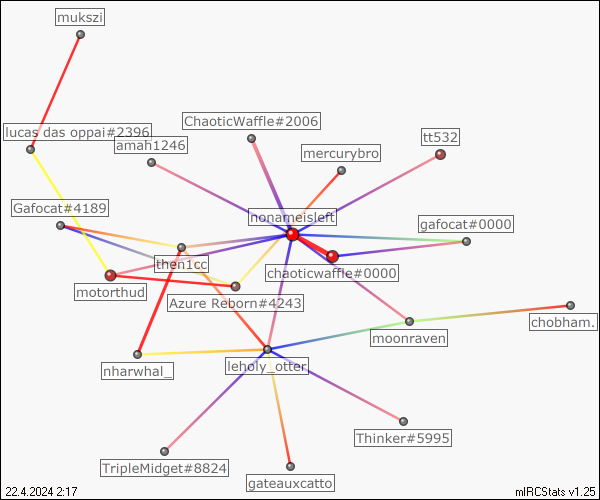 mukszi
ChaoticWaffle#2006
lucas das oppai#2396
tt532
amah1246
mercurybro
Gafocat#4189
nonameisleft
gafocat#0000
then1cc
chaoticwaffle#0000
motorthud
Azure Reborn#4243
chobham.
moonraven
nharwhal_
leholy_otter
Thinker#5995
TripleMidget#8824
gateauxcatto
22.4.2024 2:17
mIRCStats v1.25